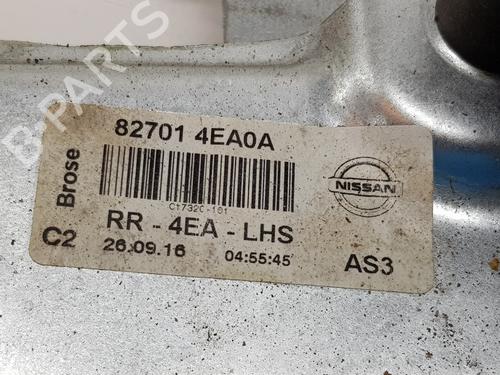 82701 4EA0A
Brose
C2
C17320-101
NISSAN
RR - 4EA - LHS
26.09.16 04:55:45 AS3
B-PARTS